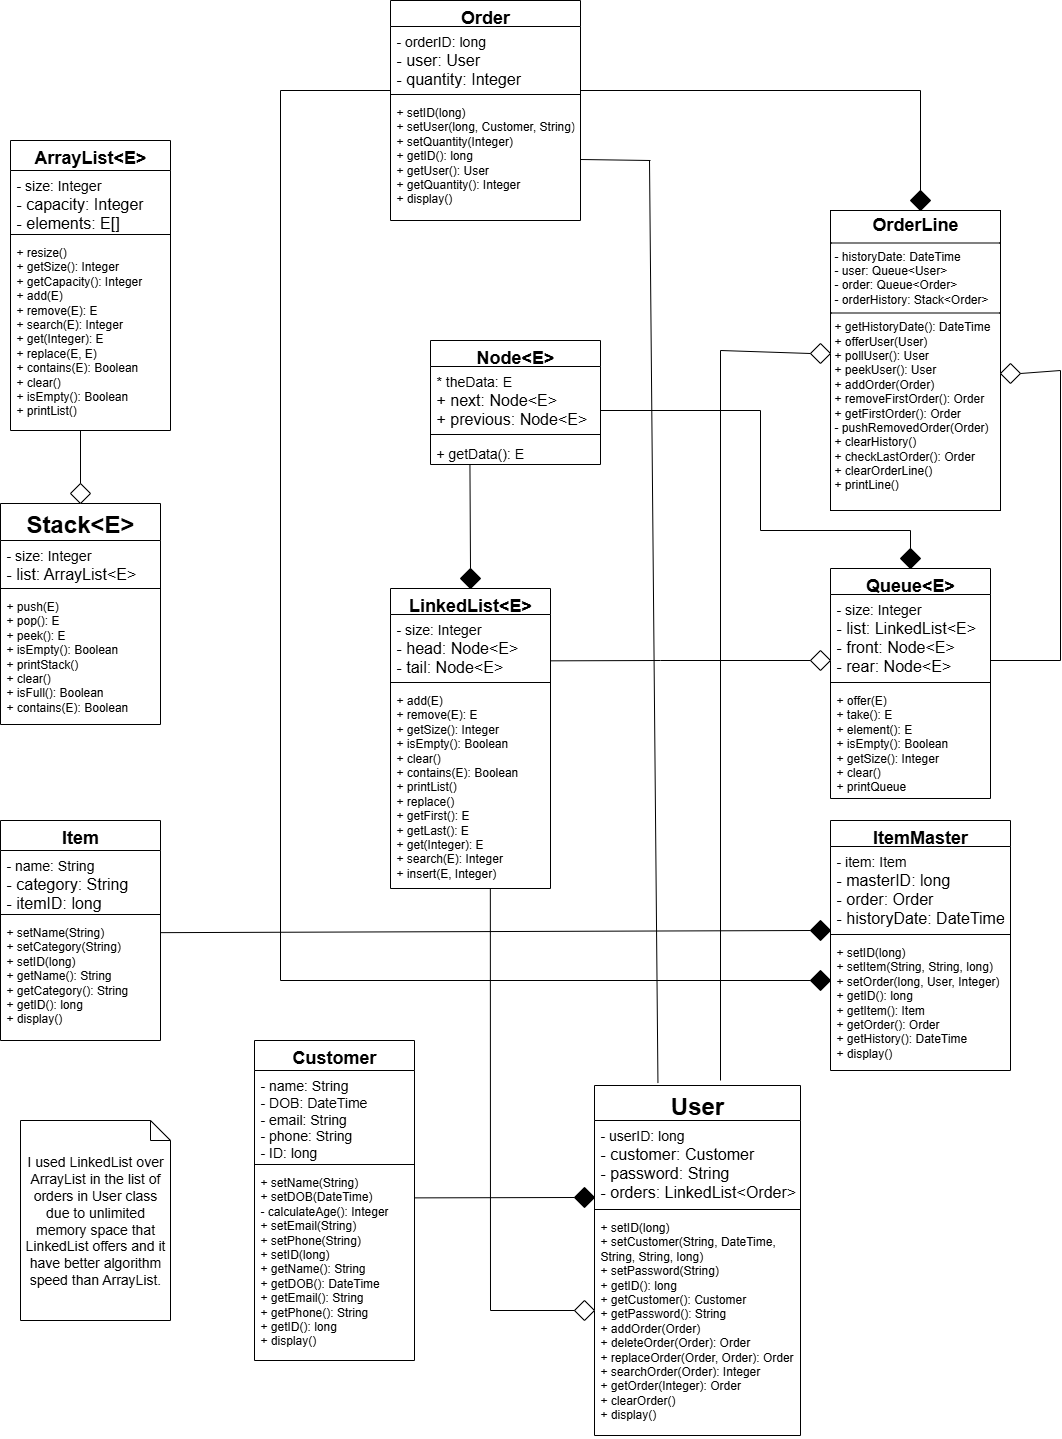 Order
- orderID: long
- user: User
- quantity: Integer
+ setID(long)
+ setUser(long, Customer, String)
+ setQuantity(Integer)
+ getID(): long
+ getUser(): User
+ getQuantity(): Integer
+ display()
ArrayList<E>
- size: Integer
- capacity: Integer
- elements: E[]
+ resize()
+ getSize(): Integer
+ getCapacity(): Integer
+ add(E)
+ remove(E): E
+ search(E): Integer
+ get(Integer): E
+ replace(E, E)
+ contains(E): Boolean
+ clear()
+ isEmpty(): Boolean
+ printList()
OrderLine
- historyDate: DateTime
- user: Queue<User>
- order: Queue<Order>
- orderHistory: Stack<Order>
+ getHistoryDate(): DateTime
+ offerUser(User)
+ pollUser(): User
+ peekUser(): User
+ addOrder(Order)
+ removeFirstOrder(): Order
+ getFirstOrder(): Order
- pushRemovedOrder(Order)
+ clearHistory()
+ checkLastOrder(): Order
+ clearOrderLine()
+ printLine()
Node<E>
* theData: E
+ next: Node<E>
+ previous: Node<E>
+ getData(): E
Stack<E>
- size: Integer
- list: ArrayList<E>
+ push(E)
+ pop(): E
+ peek(): E
+ isEmpty(): Boolean
+ printStack()
+ clear()
+ isFull(): Boolean
+ contains(E): Boolean
LinkedList<E>
- size: Integer
- head: Node<E>
- tail: Node<E>
+ add(E)
+ remove(E): E
+ getSize(): Integer
+ isEmpty(): Boolean
+ clear()
+ contains(E): Boolean
+ printList()
+ replace()
+ getFirst(): E
+ getLast(): E
+ get(Integer): E
+ search(E): Integer
+ insert(E, Integer)
Queue<E>
- size: Integer
- list: LinkedList<E>
- front: Node<E>
- rear: Node<E>
+ offer(E)
+ take(): E
+ element(): E
+ isEmpty(): Boolean
+ getSize(): Integer
+ clear()
+ printQueue
Item
- name: String
- category: String
- itemID: long
+ setName(String)
+ setCategory(String)
+ setID(long)
+ getName(): String
+ getCategory(): String
+ getID(): long
+ display()
ItemMaster
- item: Item
- masterID: long
- order: Order
- historyDate: DateTime
+ setID(long)
+ setItem(String, String, long)
+ setOrder(long, User, Integer)
+ getID(): long
+ getItem(): Item
+ getOrder(): Order
+ getHistory(): DateTime
+ display()
Customer
- name: String
- DOB: DateTime
- email: String
- phone: String
- ID: long
+ setName(String)
+ setDOB(DateTime)
- calculateAge(): Integer
+ setEmail(String)
+ setPhone(String)
+ setID(long)
+ getName(): String
+ getDOB(): DateTime
+ getEmail(): String
+ getPhone(): String
+ getID(): long
+ display()
User
- userID: long
- customer: Customer
- password: String
- orders: LinkedList<Order>
+ setID(long)
+ setCustomer(String, DateTime,
String, String, long)
+ setPassword(String)
+ getID(): long
+ getCustomer(): Customer
+ getPassword(): String
+ addOrder(Order)
+ deleteOrder(Order): Order
+ replaceOrder(Order, Order): Order
+ searchOrder(Order): Integer
+ getOrder(Integer): Order
+ clearOrder()
+ display()
I used LinkedList over
ArrayList in the list of
orders in User class
due to unlimited
memory space that
LinkedList offers and it
have better algorithm
speed than ArrayList.